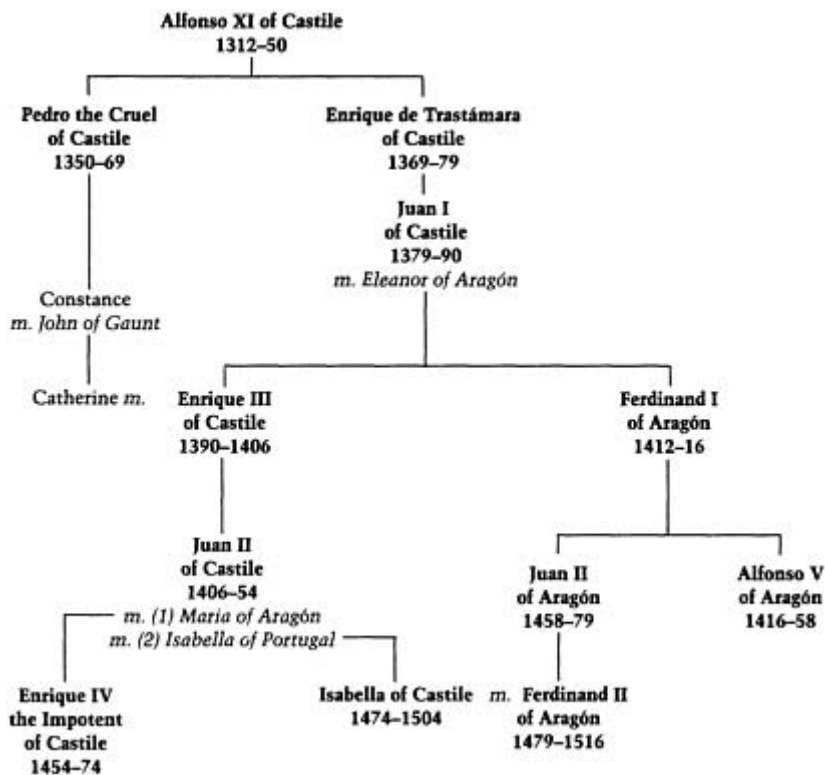 Alfonso XI of Castile
1312–50
Pedro the Cruel
of Castile
1350–69
Enrique de Trastámara
of Castile
1369–79
Juan I
of Castile
1379–90
m. Eleanor of Aragón
Constance
m. John of Gaunt
Catherine m.
Enrique III
of Castile
1390–1406
Ferdinand I
of Aragón
1412–16
Juan II
of Castile
1406–54
m. (1) Maria of Aragón
m. (2) Isabella of Portugal
Juan II
of Aragón
1458–79
Alfonso V
of Aragón
1416–58
Enrique IV
the Impotent
of Castile
1454–74
Isabella of Castile
1474–1504
m. Ferdinand II
of Aragón
1479–1516